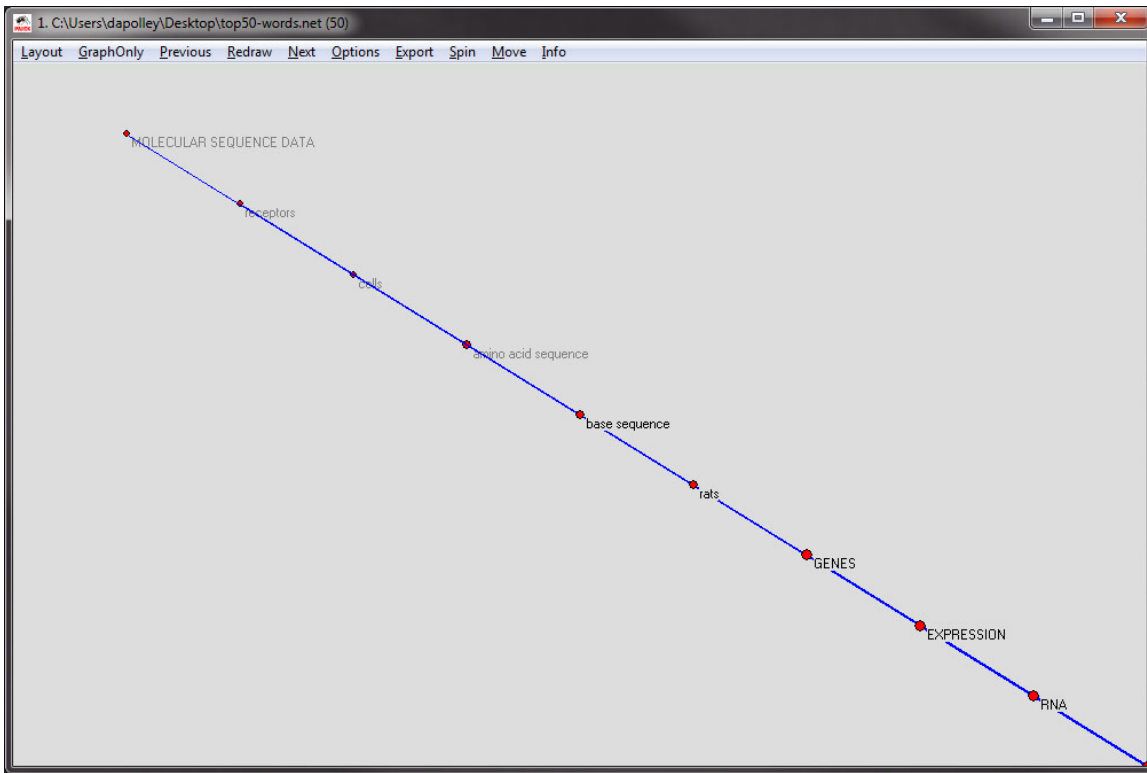 1. C:\Users\dapolley\Desktop\top50-words.net (50)
Layout GraphOnly Previous Redraw Next Options Export Spin Move Info
MOLECULAR SEQUENCE DATA
receptors
cells
amino acid sequence
base sequence
rats
GENES
EXPRESSION
RNA